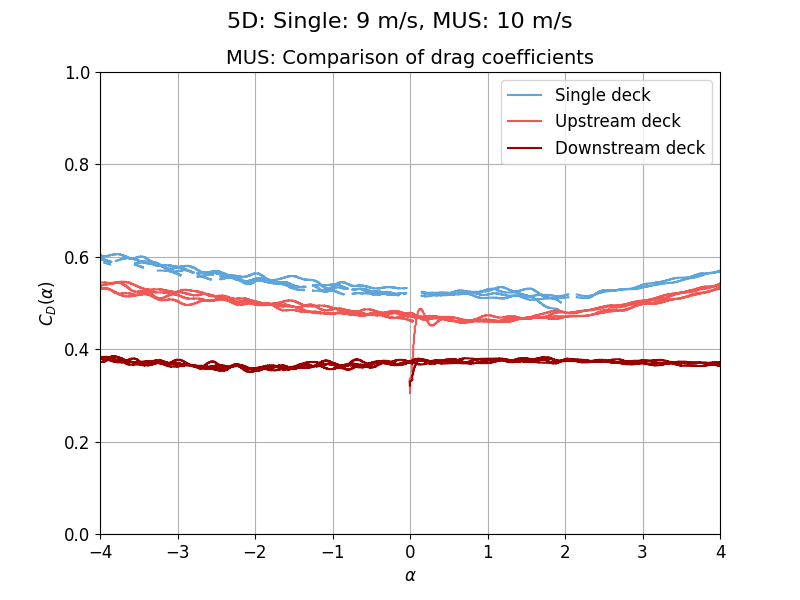 5D: Single: 9 m/s, MUS: 10 m/s
MUS: Comparison of drag coefficients
Single deck
Upstream deck
Downstream deck
1.0
0.8
0.6
0.4
0.2
0.0
C_D(α)
−4 −3 −2 −1 0 1 2 3 4
α